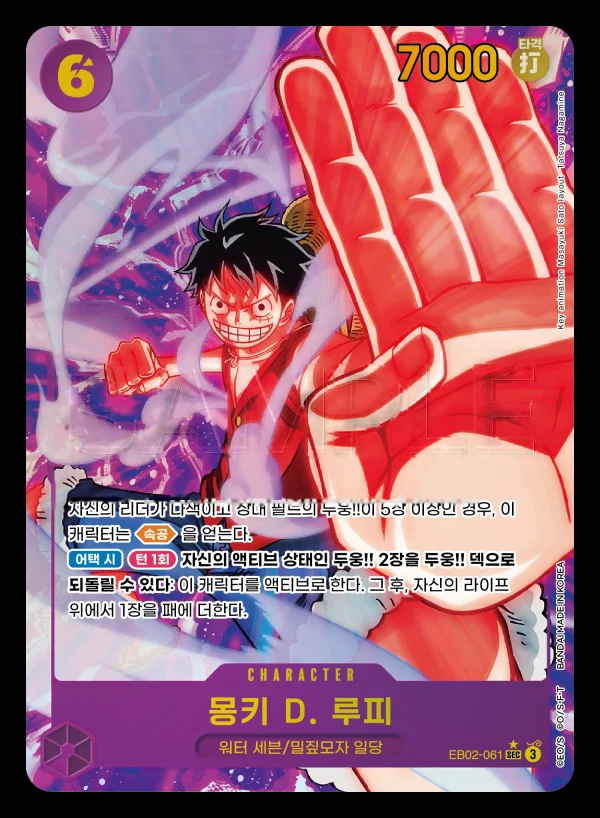 6
7000
타격
打
Key animation Masayuki Sato layout Tatsuya Nagamine
SAMPLE
자신의 리더가 다색이고 상대 필드의 두웅!!이 5장 이상인 경우, 이
캐릭터는 속공 을 얻는다.
어택 시 턴 1회 자신의 액티브 상태인 두웅!! 2장을 두웅!! 덱으로
되돌릴 수 있다: 이 캐릭터를 액티브로 한다. 그 후, 자신의 라이프
위에서 1장을 패에 더한다.
CHARACTER
몽키 D. 루피
워터 세븐/밀짚모자 일당
EB02-061 SEC 3
©E.O/S ©O/S.F.T BANDAI MADE IN KOREA